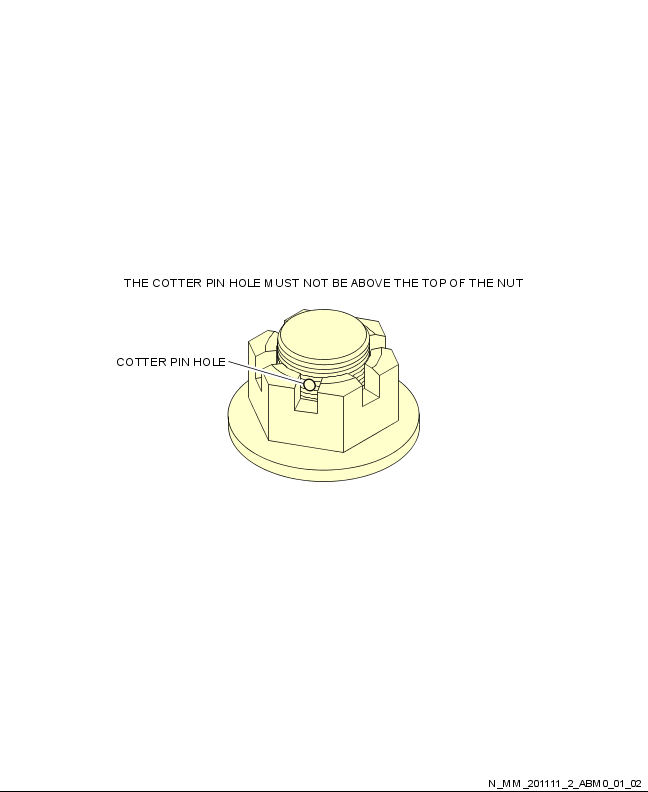 THE COTTER PIN HOLE MUST NOT BE ABOVE THE TOP OF THE NUT
COTTER PIN HOLE
N_MM_201111_2_ABM0_01_02